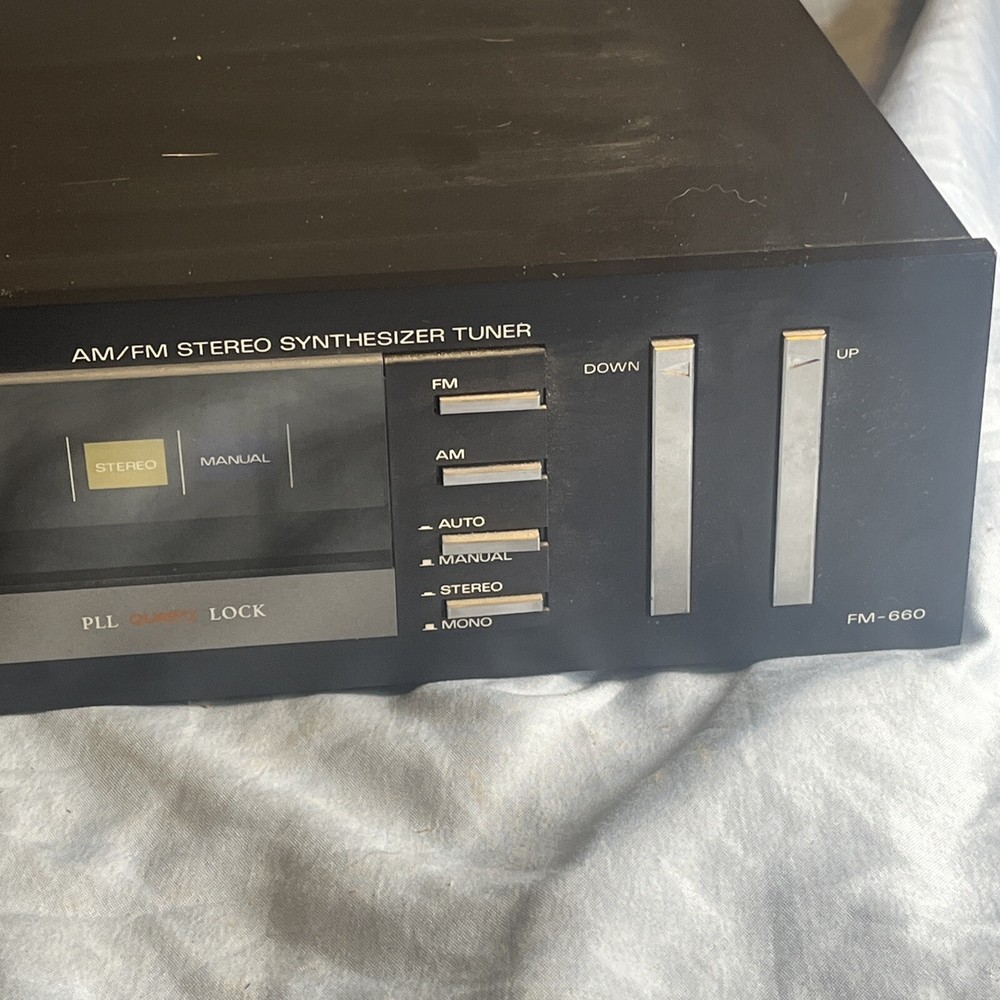 AM/FM STEREO SYNTHESIZER TUNER
STEREO MANUAL
PLL QUARTZ LOCK
FM
AM
AUTO
MANUAL
STEREO
MONO
DOWN
UP
FM-660